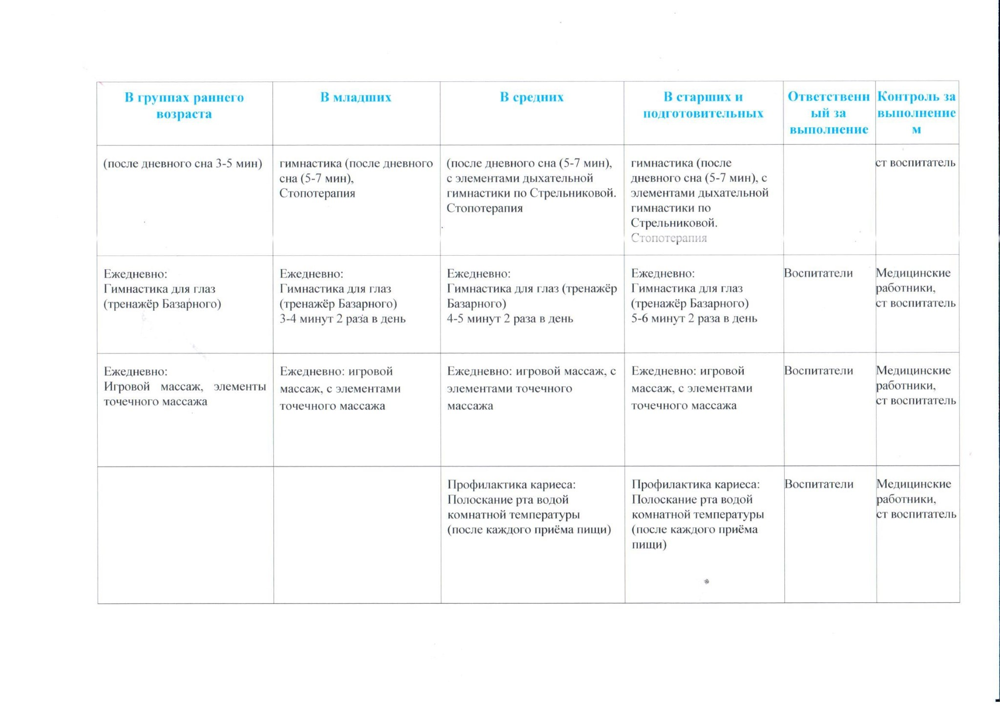 В группах раннего
возраста
В младших
В средних
В старших и
подготовительных
Ответственн
ый за
выполнение
Контроль за
выполнение
м
(после дневного сна 3-5 мин)
гимнастика (после дневного
сна (5-7 мин),
Стопотерапия
(после дневного сна (5-7 мин),
с элементами дыхательной
гимнастики по Стрельниковой.
Стопотерапия
гимнастика (после
дневного сна (5-7 мин), с
элементами дыхательной
гимнастики по
Стрельниковой.
Стопотерапия
ст воспитатель
Ежедневно:
Гимнастика для глаз
(тренажёр Базарного)
Ежедневно:
Гимнастика для глаз
(тренажёр Базарного)
3-4 минут 2 раза в день
Ежедневно:
Гимнастика для глаз (тренажёр
Базарного)
4-5 минут 2 раза в день
Ежедневно:
Гимнастика для глаз
(тренажёр Базарного)
5-6 минут 2 раза в день
Воспитатели
Медицинские
работники,
ст воспитатель
Ежедневно:
Игровой массаж, элементы
точечного массажа
Ежедневно: игровой
массаж, с элементами
точечного массажа
Ежедневно: игровой массаж, с
элементами точечного
массажа
Ежедневно: игровой
массаж, с элементами
точечного массажа
Воспитатели
Медицинские
работники,
ст воспитатель
Профилактика кариеса:
Полоскание рта водой
комнатной температуры
(после каждого приёма пищи)
Профилактика кариеса:
Полоскание рта водой
комнатной температуры
(после каждого приёма
пищи)
Воспитатели
Медицинские
работники,
ст воспитатель